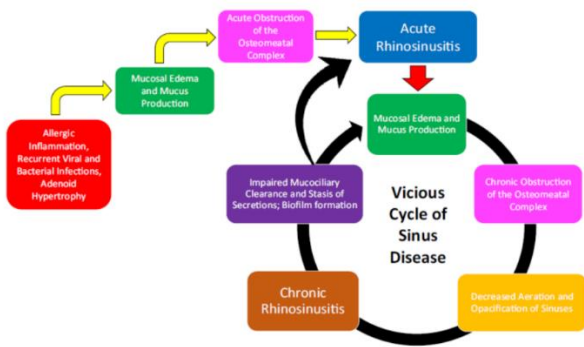 Allergic
Inflammation,
Recurrent Viral and
Bacterial Infections,
Adenoid
Hypertrophy
Mucosal Edema
and Mucus
Production
Acute Obstruction
of the
Osteomeatal
Complex
Acute
Rhinosinusitis
Mucosal Edema and
Mucus Production
Chronic Obstruction
of the Osteomeatal
Complex
Decreased Aeration and
Opacification of Sinuses
Chronic
Rhinosinusitis
Impaired Mucociliary
Clearance and Stasis of
Secretions; Biofilm formation
Vicious
Cycle of
Sinus
Disease